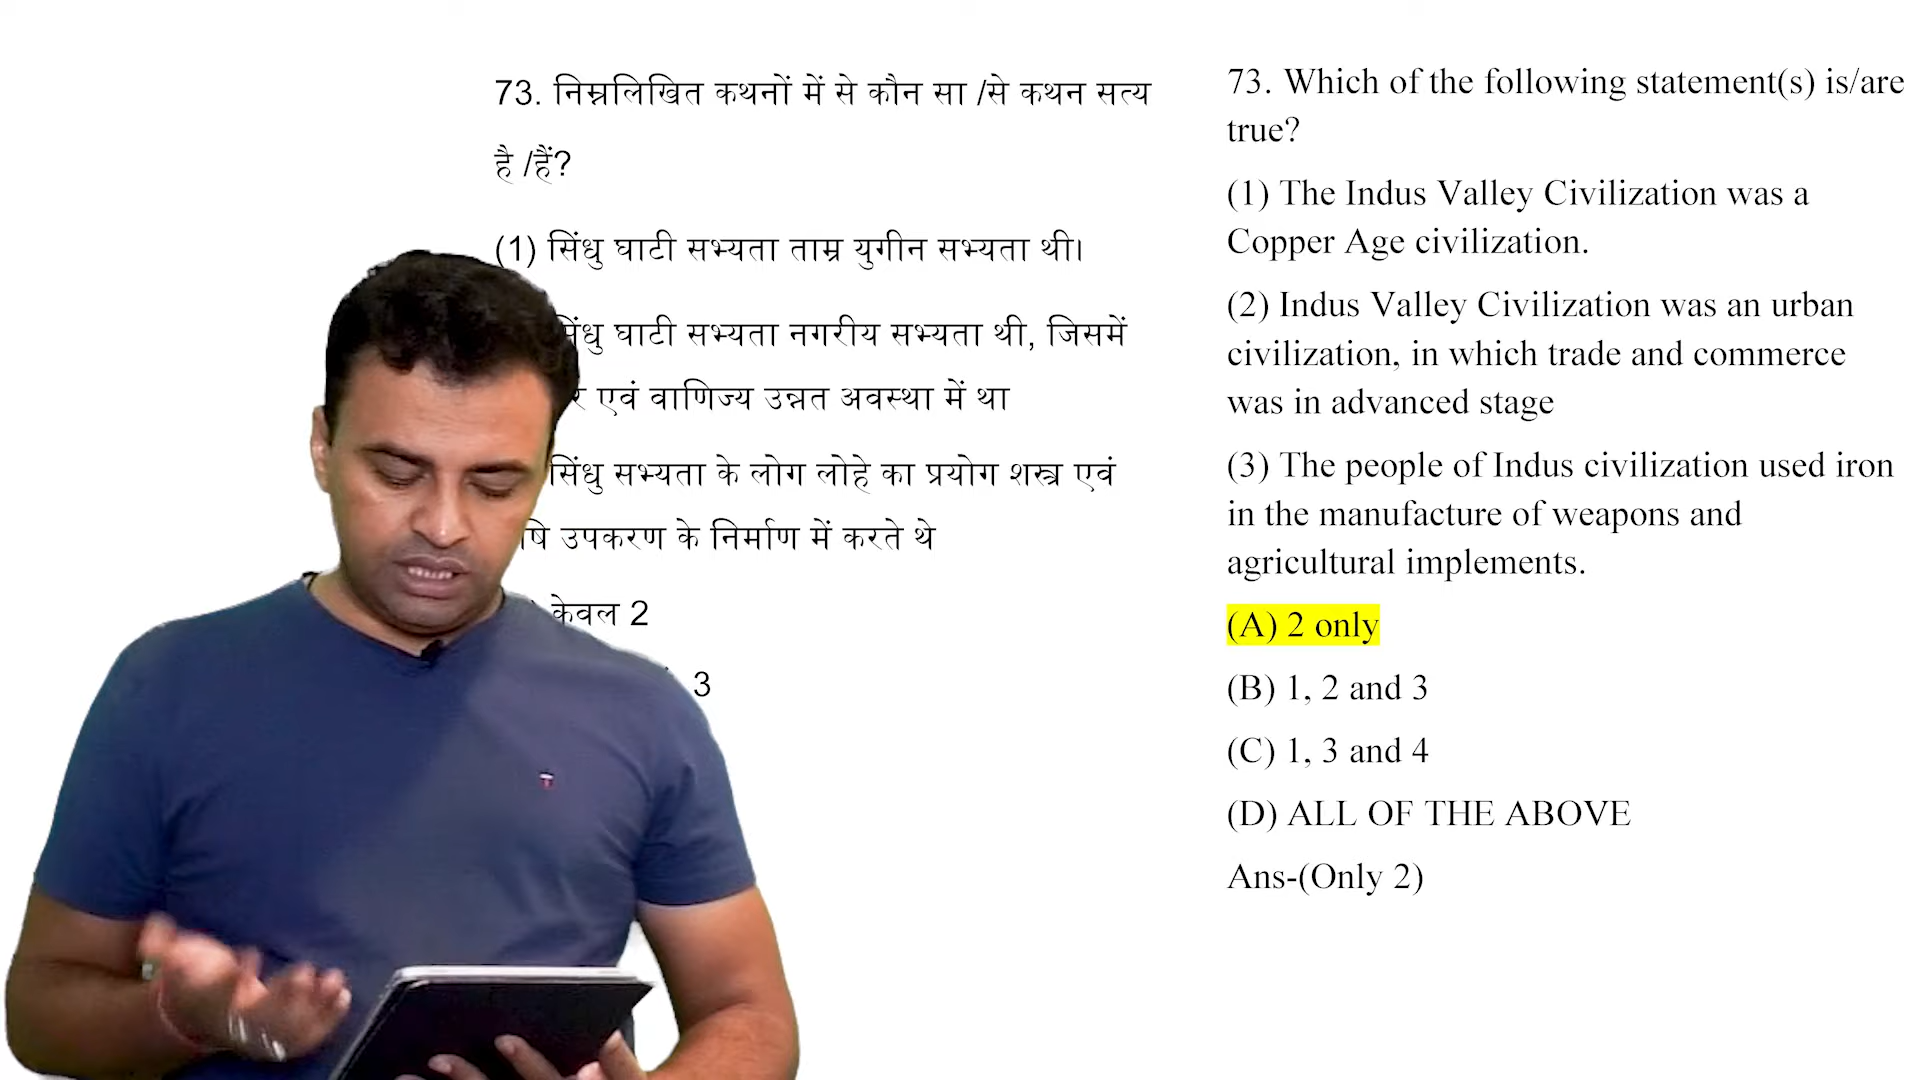 73. निम्नलिखित कथनों में से कौन सा /से कथन सत्य
है /हैं?
(1) सिंधु घाटी सभ्यता ताम्र युगीन सभ्यता थी।
घाटी सभ्यता नगरीय सभ्यता थी, जिसमें
एवं वाणिज्य उन्नत अवस्था में था
सिंधु सभ्यता के लोग लोहे का प्रयोग शस्त्र एवं
उपकरण के निर्माण में करते थे
केवल 2
3
73. Which of the following statement(s) is/are
true?
(1) The Indus Valley Civilization was a
Copper Age civilization.
(2) Indus Valley Civilization was an urban
civilization, in which trade and commerce
was in advanced stage
(3) The people of Indus civilization used iron
in the manufacture of weapons and
agricultural implements.
(A) 2 only
(B) 1, 2 and 3
(C) 1, 3 and 4
(D) ALL OF THE ABOVE
Ans-(Only 2)